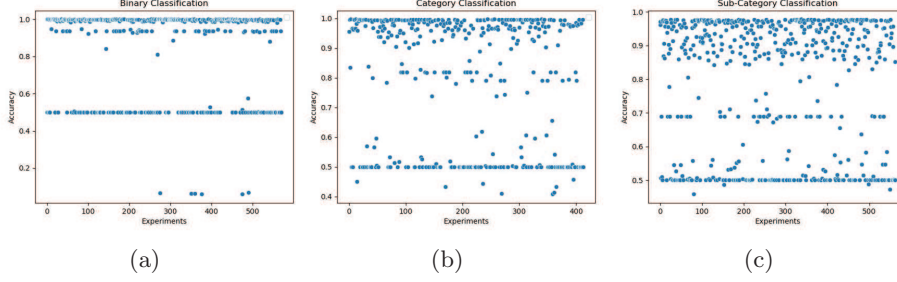 Binary Classification
1.0
0.8
0.6
0.4
0.2
Accuracy
0 100 200 300 400 500
Experiments
(a)
Category Classification
1.0
0.9
0.8
0.7
0.6
0.5
0.4
Accuracy
0 100 200 300 400
Experiments
(b)
Sub-Category Classification
1.0
0.9
0.8
0.7
0.6
0.5
Accuracy
0 100 200 300 400 500
Experiments
(c)